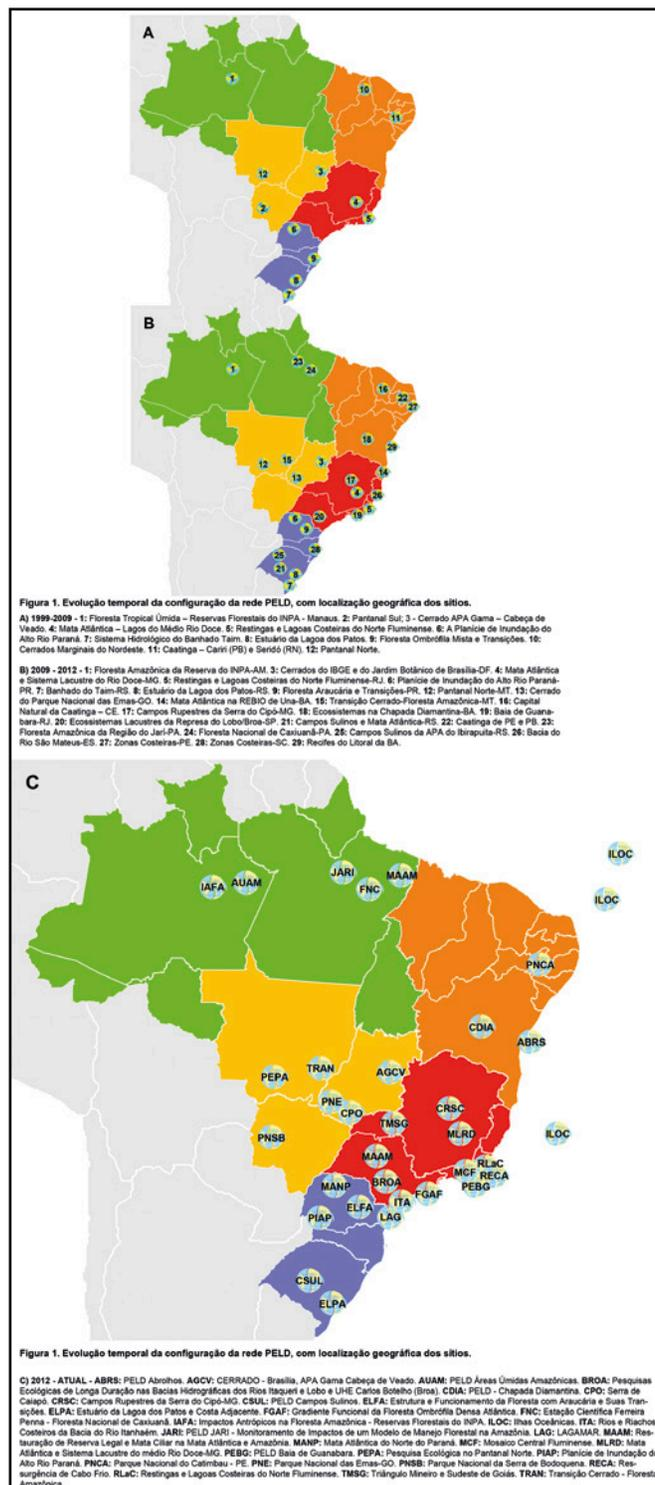 A
1
10
11
12
3
2
4
5
6
9
8
7
B
1
23
24
16
22
27
18
29
12
15
3
13
14
17
4
26
5
19
20
6
9
28
25
21
8
7
Figura 1. Evolução temporal da configuração da rede PELD, com localização geográfica dos sítios.
A) 1999-2009 - 1: Floresta Tropical Úmida – Reservas Florestais do INPA - Manaus. 2: Pantanal Sul; 3 - Cerrado APA Gama – Cabeça de
Veado. 4: Mata Atlântica – Lagos do Médio Rio Doce. 5: Restingas e Lagoas Costeiras do Norte Fluminense. 6: A Planície de Inundação do
Alto Rio Paraná. 7: Sistema Hidrológico do Banhado Taim. 8: Estuário da Lagoa dos Patos. 9: Floresta Ombrófila Mista e Transições. 10:
Cerrados Marginais do Nordeste. 11: Caatinga – Cariri (PB) e Seridó (RN). 12: Pantanal Norte.
B) 2009 - 2012 - 1: Floresta Amazônica da Reserva do INPA-AM. 3: Cerrados do IBGE e do Jardim Botânico de Brasília-DF. 4: Mata Atlântica
e Sistema Lacustre do Rio Doce-MG. 5: Restingas e Lagoas Costeiras do Norte Fluminense-RJ. 6: Planície de Inundação do Alto Rio Paraná-
PR. 7: Banhado do Taim-RS. 8: Estuário da Lagoa dos Patos-RS. 9: Floresta Araucária e Transições-PR. 12: Pantanal Norte-MT. 13: Cerrado
do Parque Nacional das Emas-GO. 14: Mata Atlântica na REBIO de Una-BA. 15: Transição Cerrado-Floresta Amazônica-MT. 16: Capital
Natural da Caatinga – CE. 17: Campos Rupestres da Serra do Cipó-MG. 18: Ecossistemas na Chapada Diamantina-BA. 19: Baia de Guana-
bara-RJ. 20: Ecossistemas Lacustres da Represa do Lobo/Broa-SP. 21: Campos Sulinos e Mata Atlântica-RS. 22: Caatinga de PE e PB. 23:
Floresta Amazônica da Região do Jarí-PA. 24: Floresta Nacional de Caxiuanã-PA. 25: Campos Sulinos da APA do Ibirapuita-RS. 26: Bacia do
Rio São Mateus-ES. 27: Zonas Costeiras-PE. 28: Zonas Costeiras-SC. 29: Recifes do Litoral da BA.
C
ILOC
JARI
MAAM
IAFA
AUAM
FNC
ILOC
PNCA
CDIA
ABRS
PEPA
TRAN
AGCV
PNE
CPO
CRSC
TMSG
PNSB
MLRD
ILOC
MAAM
RLaC
MCF
RECA
BROA
PEBG
MANP
FGAF
ITA
ELFA
PIAP
LAG
CSUL
ELPA
Figura 1. Evolução temporal da configuração da rede PELD, com localização geográfica dos sítios.
C) 2012 - ATUAL - ABRS: PELD Abrolhos. AGCV: CERRADO - Brasília, APA Gama Cabeça de Veado. AUAM: PELD Áreas Úmidas Amazônicas. BROA: Pesquisas
Ecológicas de Longa Duração nas Bacias Hidrográficas dos Rios Itaqueri e Lobo e UHE Carlos Botelho (Broa). CDIA: PELD - Chapada Diamantina. CPO: Serra de
Caiapó. CRSC: Campos Rupestres da Serra do Cipó-MG. CSUL: PELD Campos Sulinos. ELFA: Estrutura e Funcionamento da Floresta com Araucária e Suas Tran-
sições. ELPA: Estuário da Lagoa dos Patos e Costa Adjacente. FGAF: Gradiente Funcional da Floresta Ombrófila Densa Atlântica. FNC: Estação Científica Ferreira
Penna - Floresta Nacional de Caxiuanã. IAFA: Impactos Antrópicos na Floresta Amazônica - Reservas Florestais do INPA. ILOC: Ilhas Oceânicas. ITA: Rios e Riachos
Costeiros da Bacia do Rio Itanhaém. JARI: PELD JARI - Monitoramento de Impactos de um Modelo de Manejo Florestal na Amazônia. LAG: LAGAMAR. MAAM: Res-
tauração de Reserva Legal e Mata Ciliar na Mata Atlântica e Amazônia. MANP: Mata Atlântica do Norte do Paraná. MCF: Mosaico Central Fluminense. MLRD: Mata
Atlântica e Sistema Lacustre do médio Rio Doce-MG. PEBG: PELD Baia de Guanabara. PEPA: Pesquisa Ecológica no Pantanal Norte. PIAP: Planície de Inundação do
Alto Rio Paraná. PNCA: Parque Nacional do Catimbau - PE. PNE: Parque Nacional das Emas-GO. PNSB: Parque Nacional da Serra de Bodoquena. RECA: Res-
surgência de Cabo Frio. RLaC: Restingas e Lagoas Costeiras do Norte Fluminense. TMSG: Triângulo Mineiro e Sudeste de Goiás. TRAN: Transição Cerrado - Floresta
Amazônica